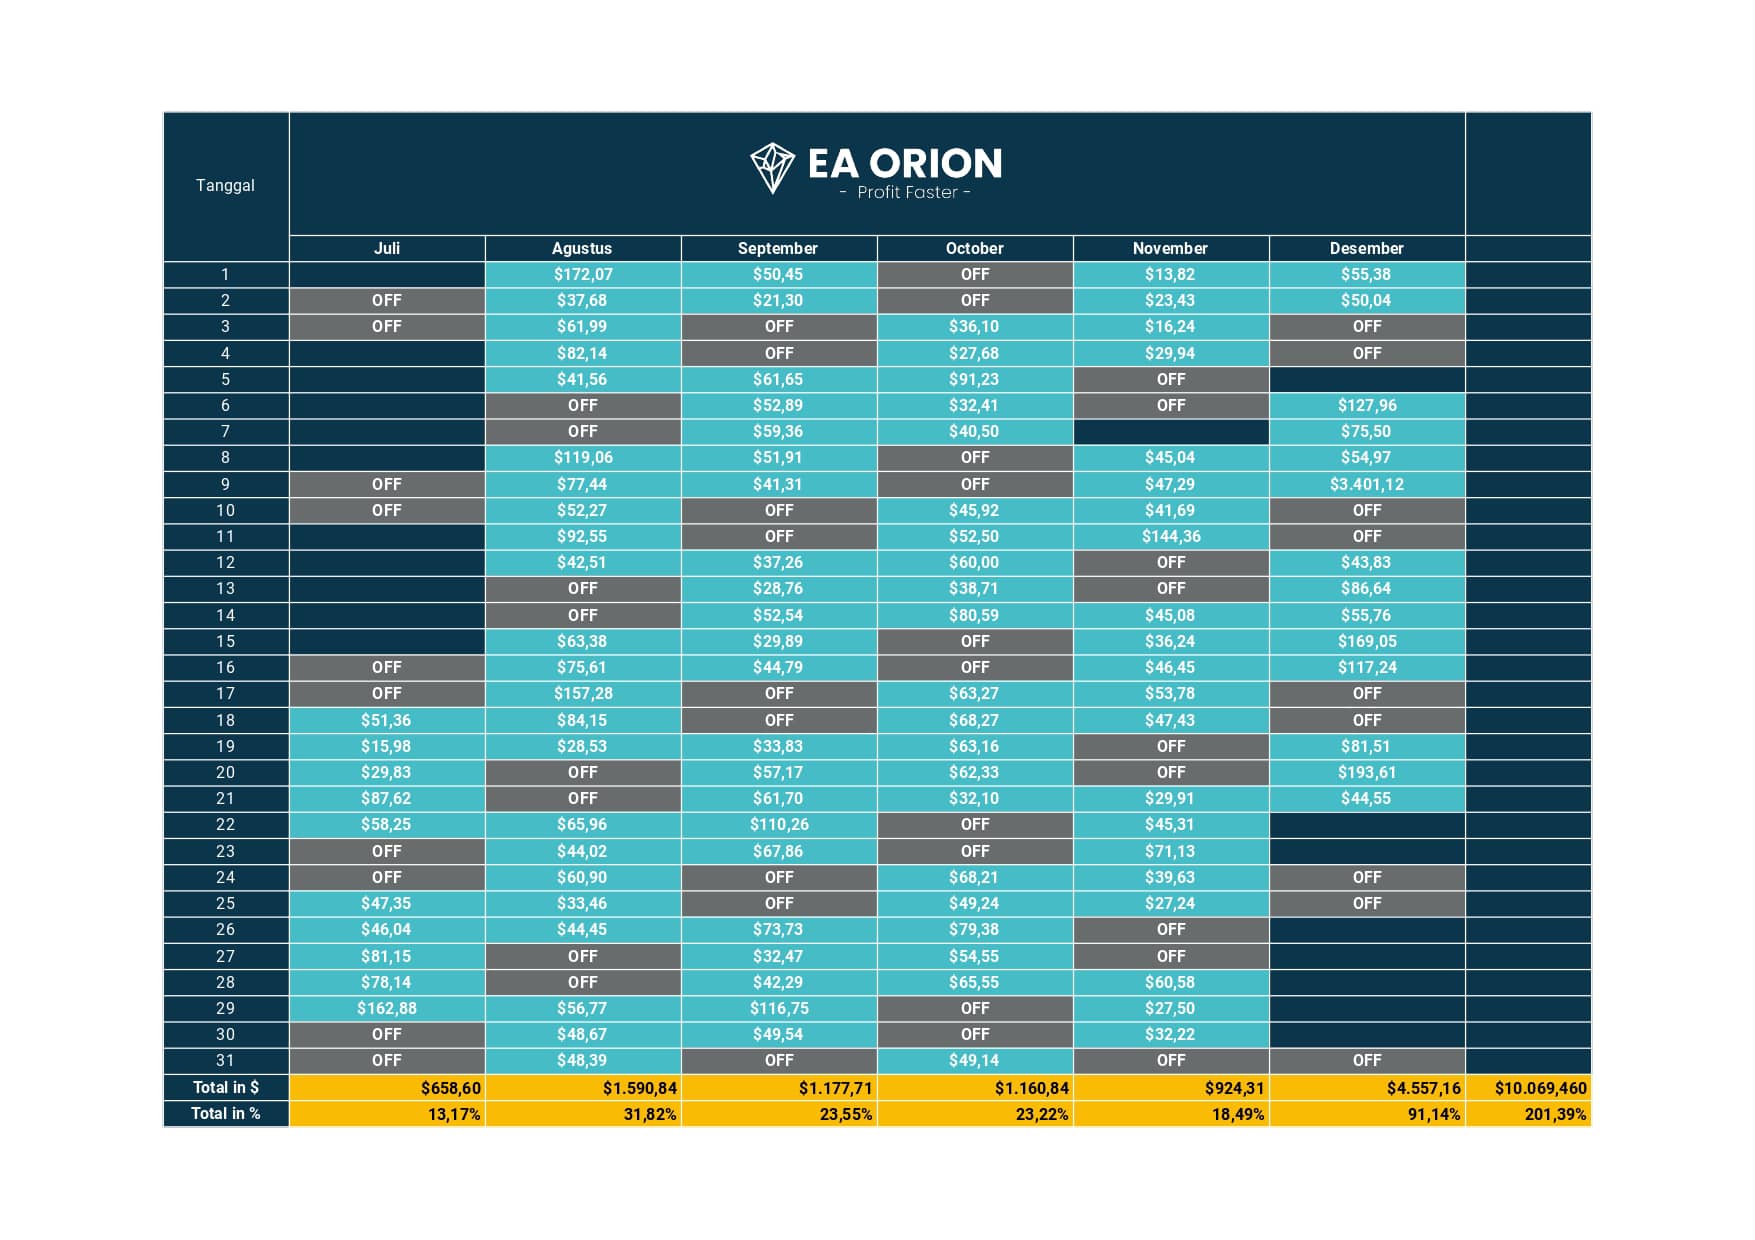 Tanggal
EA ORION
- Profit Faster -
Juli Agustus September October November Desember
1 $172,07 $50,45 OFF $13,82 $55,38
2 OFF $37,68 $21,30 OFF $23,43 $50,04
3 OFF $61,99 OFF $36,10 $16,24 OFF
4 $82,14 OFF $27,68 $29,94 OFF
5 $41,56 $61,65 $91,23 OFF
6 OFF $52,89 $32,41 OFF $127,96
7 OFF $59,36 $40,50 $75,50
8 $119,06 $51,91 OFF $45,04 $54,97
9 OFF $77,44 $41,31 OFF $47,29 $3.401,12
10 OFF $52,27 OFF $45,92 $41,69 OFF
11 $92,55 OFF $52,50 $144,36 OFF
12 $42,51 $37,26 $60,00 OFF $43,83
13 OFF $28,76 $38,71 OFF $86,64
14 OFF $52,54 $80,59 $45,08 $55,76
15 $63,38 $29,89 OFF $36,24 $169,05
16 OFF $75,61 $44,79 OFF $46,45 $117,24
17 OFF $157,28 OFF $63,27 $53,78 OFF
18 $51,36 $84,15 OFF $68,27 $47,43 OFF
19 $15,98 $28,53 $33,83 $63,16 OFF $81,51
20 $29,83 OFF $57,17 $62,33 OFF $193,61
21 $87,62 OFF $61,70 $32,10 $29,91 $44,55
22 $58,25 $65,96 $110,26 OFF $45,31
23 OFF $44,02 $67,86 OFF $71,13
24 OFF $60,90 OFF $68,21 $39,63 OFF
25 $47,35 $33,46 OFF $49,24 $27,24 OFF
26 $46,04 $44,45 $73,73 $79,38 OFF
27 $81,15 OFF $32,47 $54,55 OFF
28 $78,14 OFF $42,29 $65,55 $60,58
29 $162,88 $56,77 $116,75 OFF $27,50
30 OFF $48,67 $49,54 OFF $32,22
31 OFF $48,39 OFF $49,14 OFF OFF
Total in $ $658,60 $1.590,84 $1.177,71 $1.160,84 $924,31 $4.557,16 $10.069,460
Total in % 13,17% 31,82% 23,55% 23,22% 18,49% 91,14% 201,39%